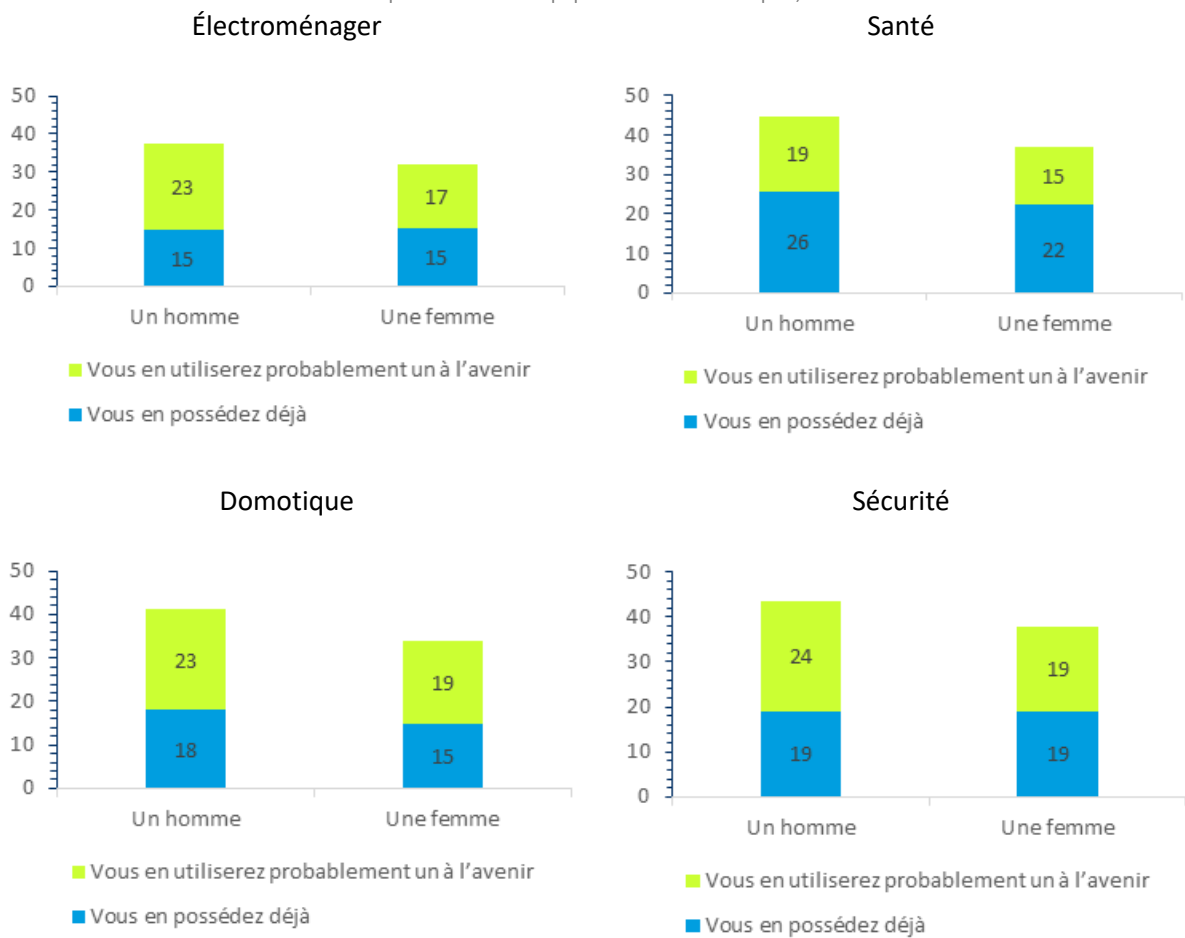 Électroménager
50
40
30
20
10
0
23
17
15
15
Un homme
Une femme
Vous en utiliserez probablement un à l'avenir
Vous en possédez déjà
Santé
50
40
30
20
10
0
19
15
26
22
Un homme
Une femme
Vous en utiliserez probablement un à l'avenir
Vous en possédez déjà
Domotique
50
40
30
20
10
0
23
19
18
15
Un homme
Une femme
Vous en utiliserez probablement un à l'avenir
Vous en possédez déjà
Sécurité
50
40
30
20
10
0
24
19
19
19
Un homme
Une femme
Vous en utiliserez probablement un à l'avenir
Vous en possédez déjà